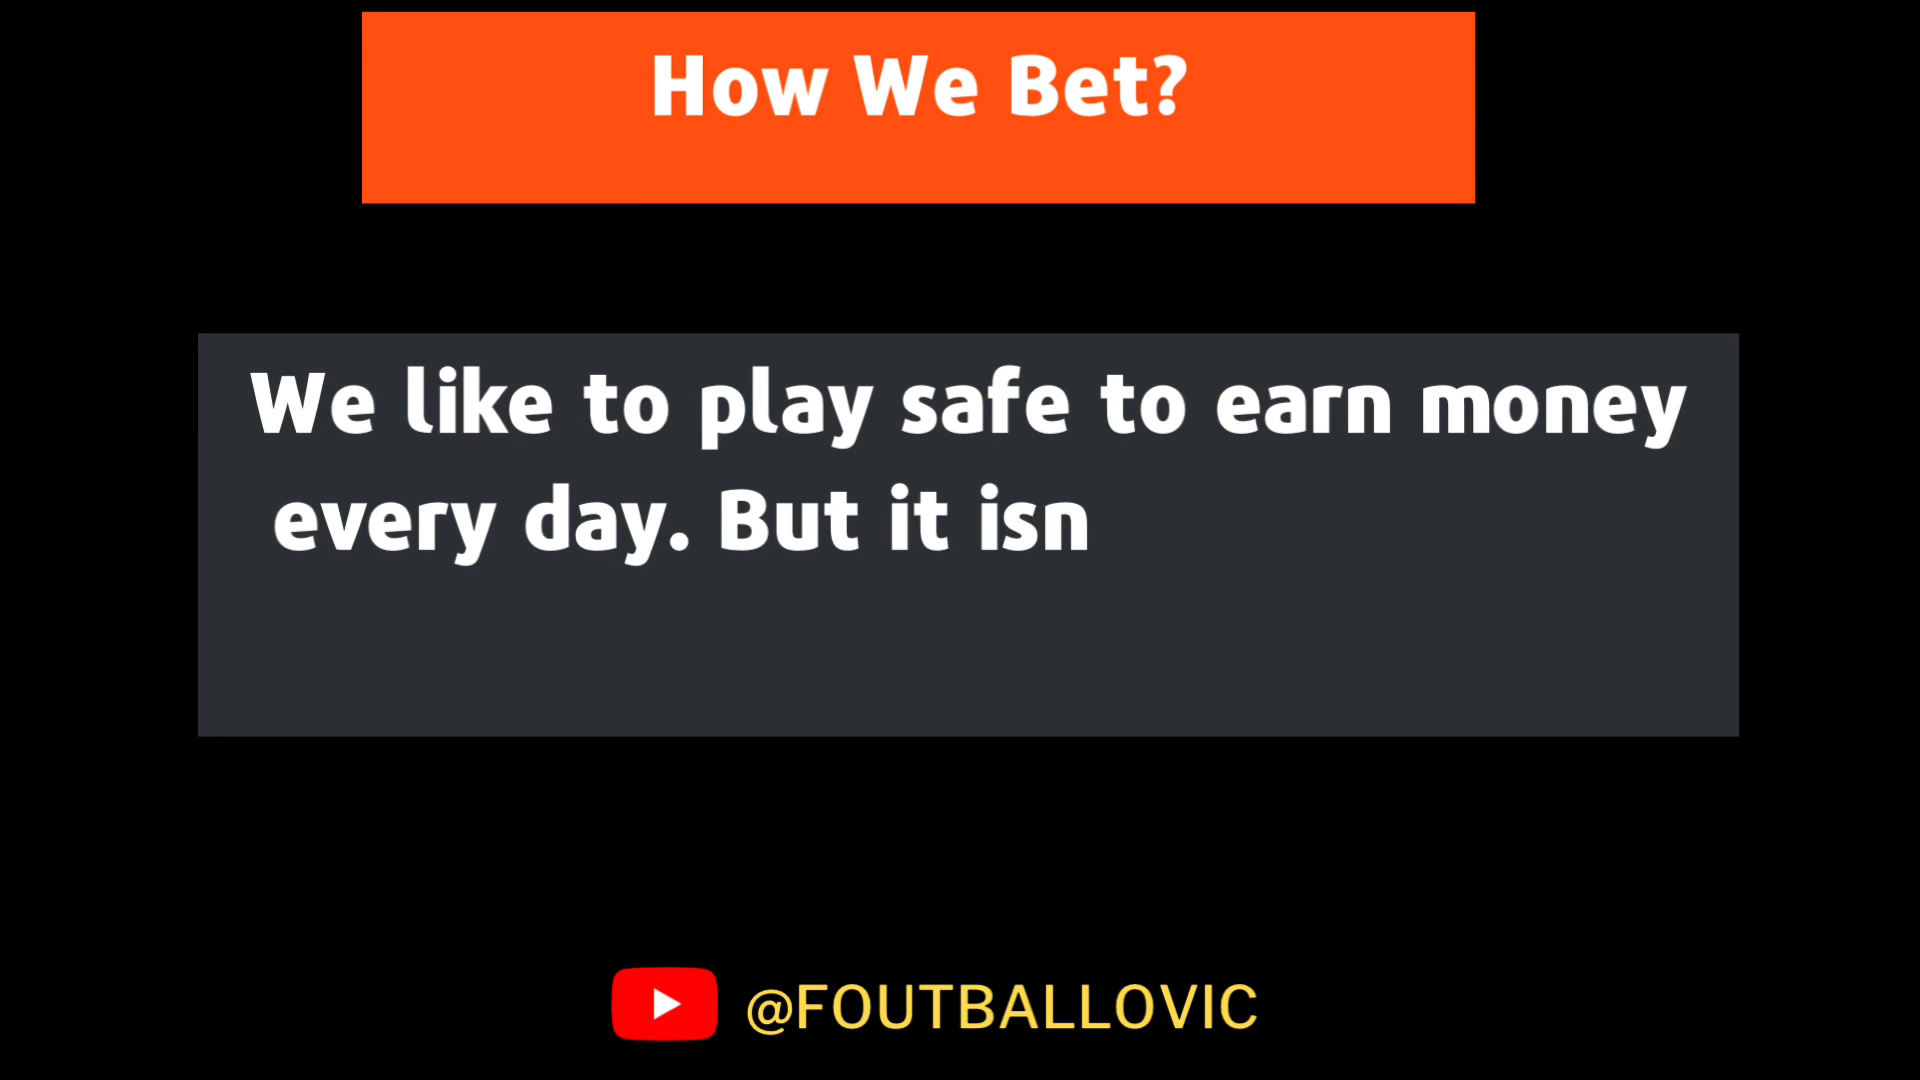 How We Bet?
We like to play safe to earn money
every day. But it isn
@FOUTBALLOVIC